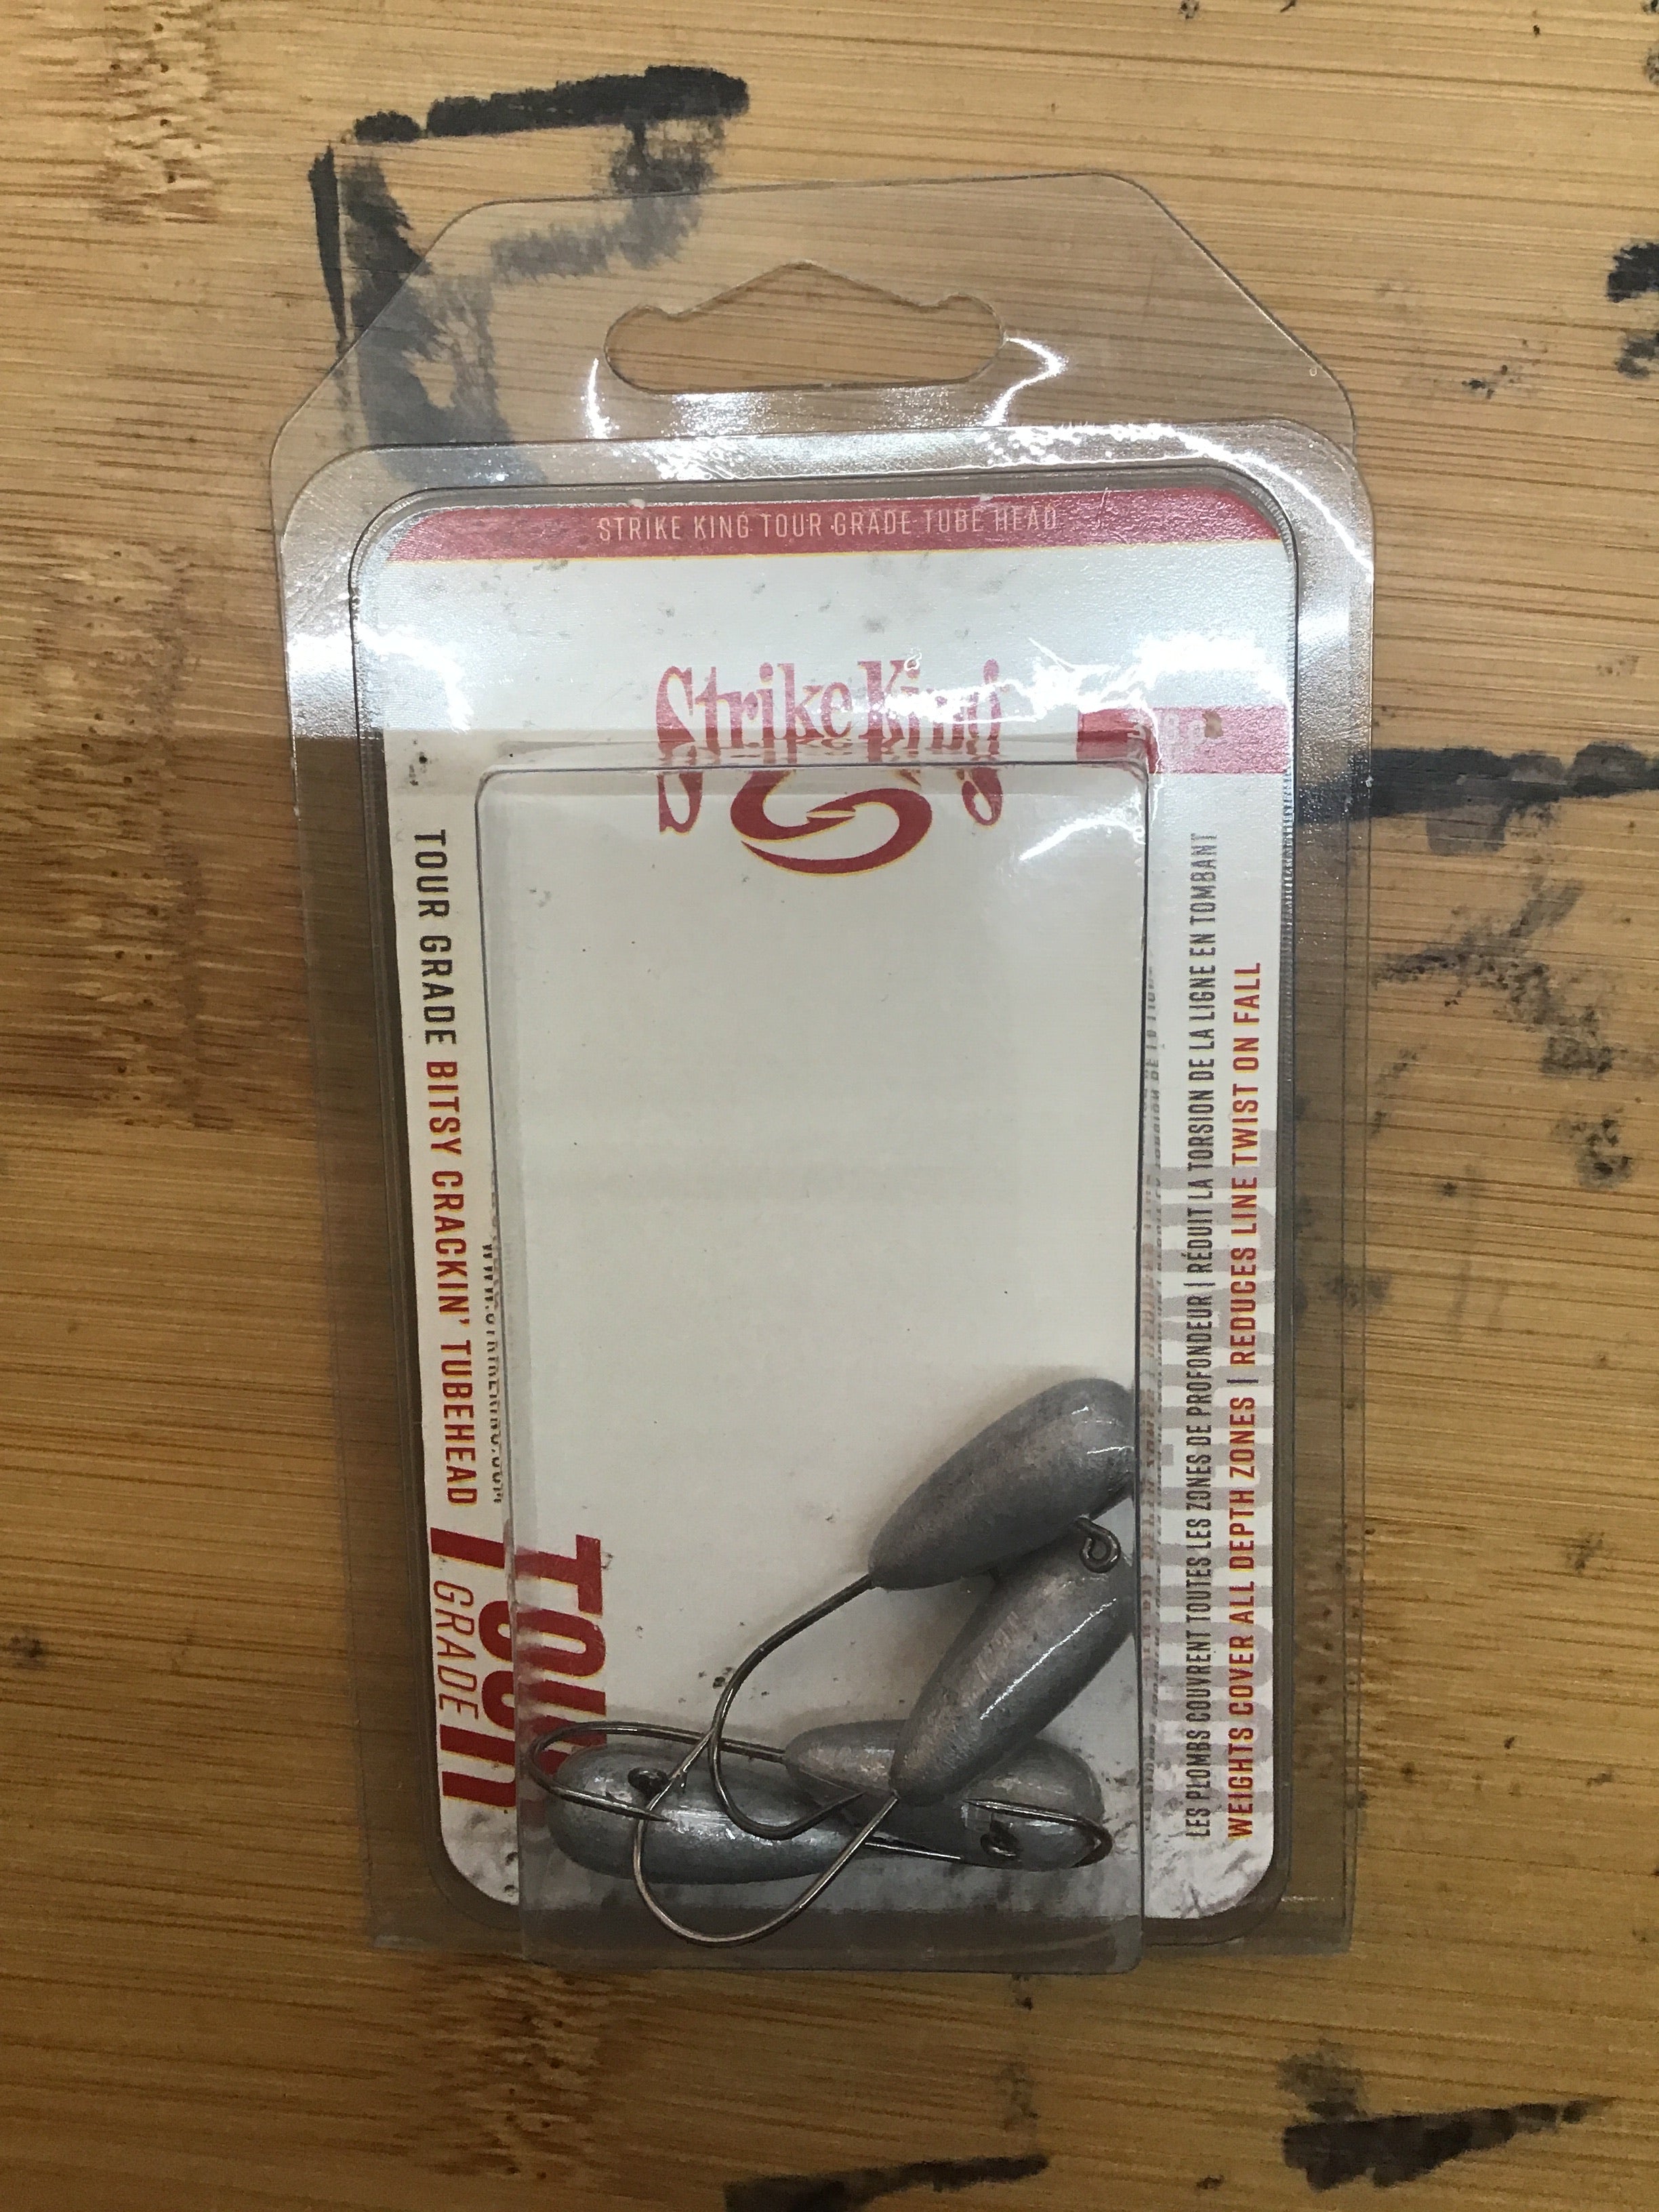 STRIKE KING TOUR GRADE TUBE HEAD
Strike King
TOUR GRADE BITSY CRACKIN' TUBEHEAD
TOUR
GRADE
LES PLOMBS COUVRENT TOUTES LES ZONES DE PROFONDEUR | RÉDUIT LA TORSION DE LA LIGNE EN TOMBANT
WEIGHTS COVER ALL DEPTH ZONES | REDUCES LINE TWIST ON FALL